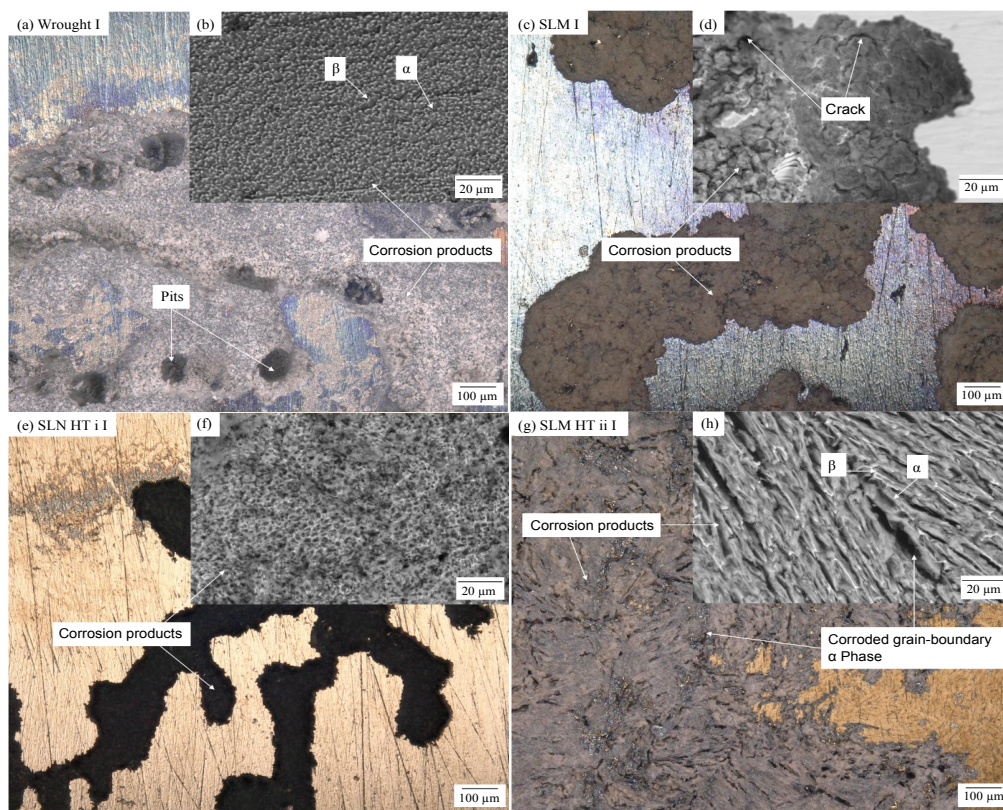 (a) Wrought I
(b)
β
α
20 µm
Corrosion products
Pits
100 µm
(c) SLM I
(d)
Crack
20 µm
Corrosion products
100 µm
(e) SLN HT i I
(f)
20 µm
Corrosion products
100 µm
(g) SLM HT ii I
(h)
β
α
Corrosion products
20 µm
Corroded grain-boundary
α Phase
100 µm